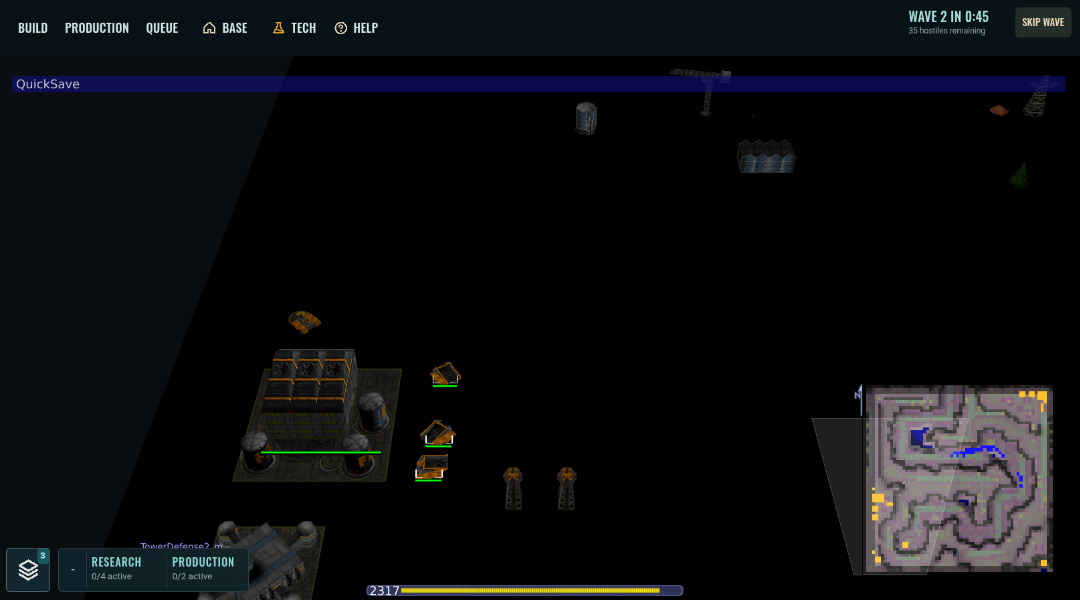 BUILD
PRODUCTION
QUEUE
BASE
TECH
HELP
WAVE 2 IN 0:45
35 hostiles remaining
SKIP WAVE
QuickSave
N
TowerDefense2_m
3
-
RESEARCH
0/4 active
PRODUCTION
0/2 active
2317